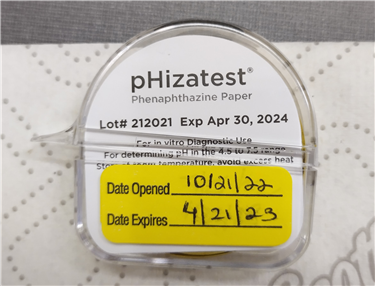 pHizatest®
Phenaphthazine Paper
Lot# 212021 Exp Apr 30, 2024
For in vitro Diagnostic Use
For determining pH in the 4.5 to 7.5 range
Store at room temperature, avoid excess heat
Date Opened 10/21/22
Date Expires 4/21/23